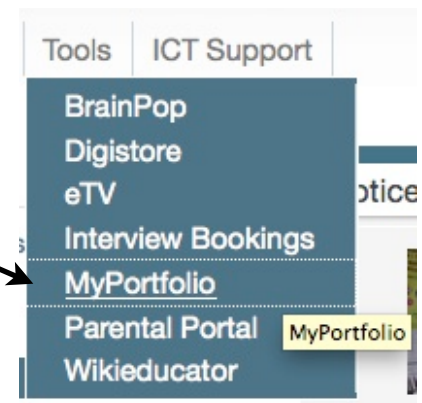 Tools ICT Support
BrainPop
Digistore
eTV
otice
Interview Bookings
s
MyPortfolio
Parental Portal
MyPortfolio
Wikieducator